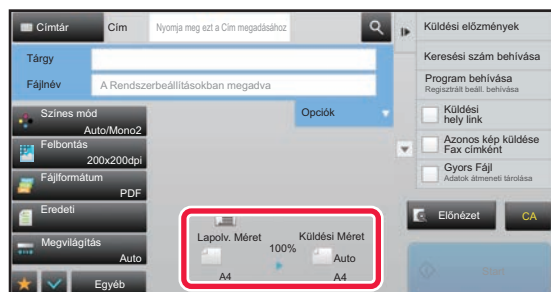 Címtár
Cím
Nyomja meg ezt a Cím megadásához
Küldési előzmények
Tárgy
Keresési szám behívása
Fájlnév
A Rendszerbeállításokban megadva
Program behívása
Regisztrált beáll. behívása
Színes mód
Auto/Mono2
Opciók
Küldési
hely link
Felbontás
200x200dpi
Azonos kép küldése
Fax címként
Fájlformátum
PDF
Gyors Fájl
Adatok átmeneti tárolása
Eredeti
Lapolv. Méret
100%
Küldési Méret
Auto
A4
A4
Előnézet
CA
Megvilágítás
Auto
Egyéb
Start